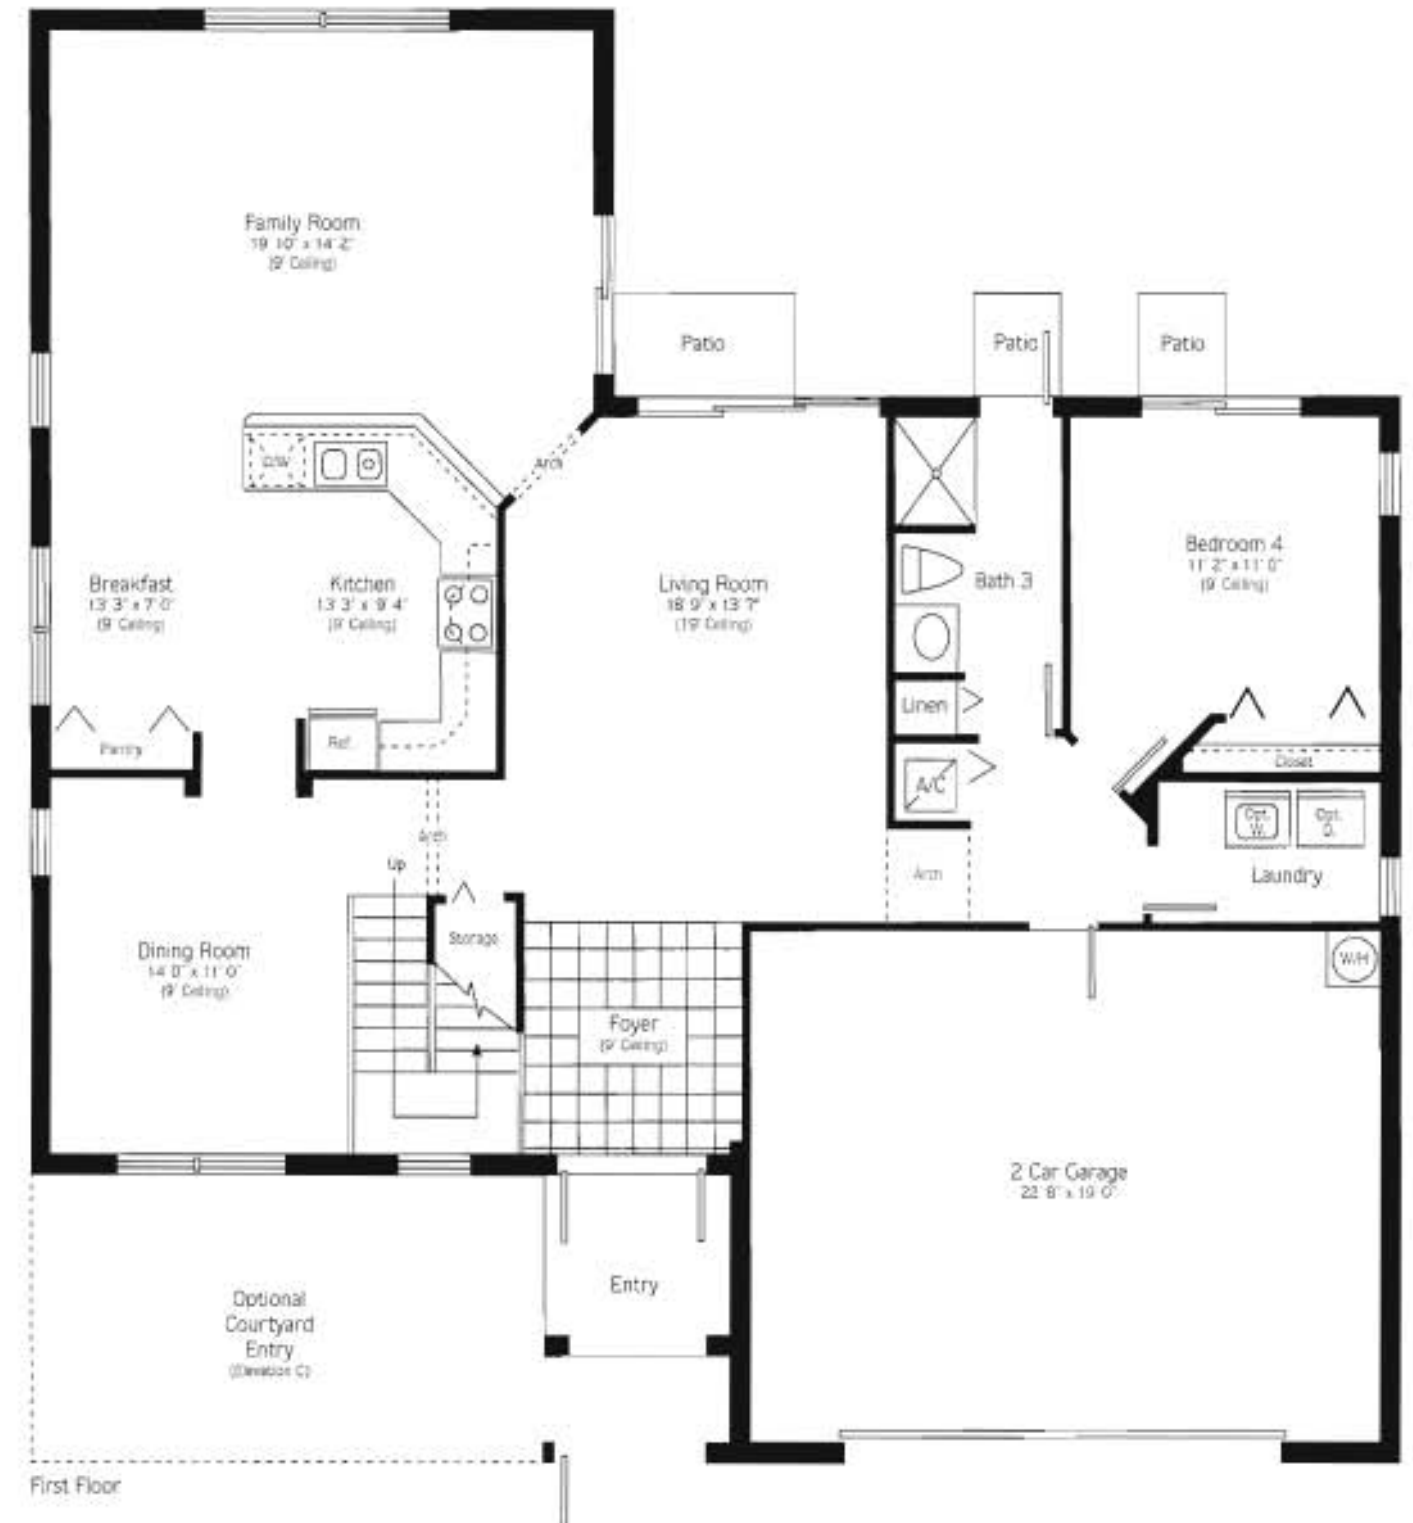 Family Room
19' 10" x 14' 2"
(9' Ceiling)
Patio
Patio
Patio
D/W
Arch
Breakfast
13' 3" x 7' 0"
(9' Ceiling)
Kitchen
13' 3" x 9' 4"
(9' Ceiling)
Living Room
18' 9" x 13' 7"
(19' Ceiling)
Bath 3
Bedroom 4
11' 2" x 11' 0"
(9' Ceiling)
Linen
Pantry
Ref.
Closet
A/C
Opt.
W.
Opt.
D.
Arch
Up
Arch
Laundry
Storage
Dining Room
14' 0" x 11' 0"
(9' Ceiling)
W/H
Foyer
(9' Ceiling)
2 Car Garage
22' 8" x 19' 0"
Entry
Optional
Courtyard
Entry
(Elevation C)
First Floor